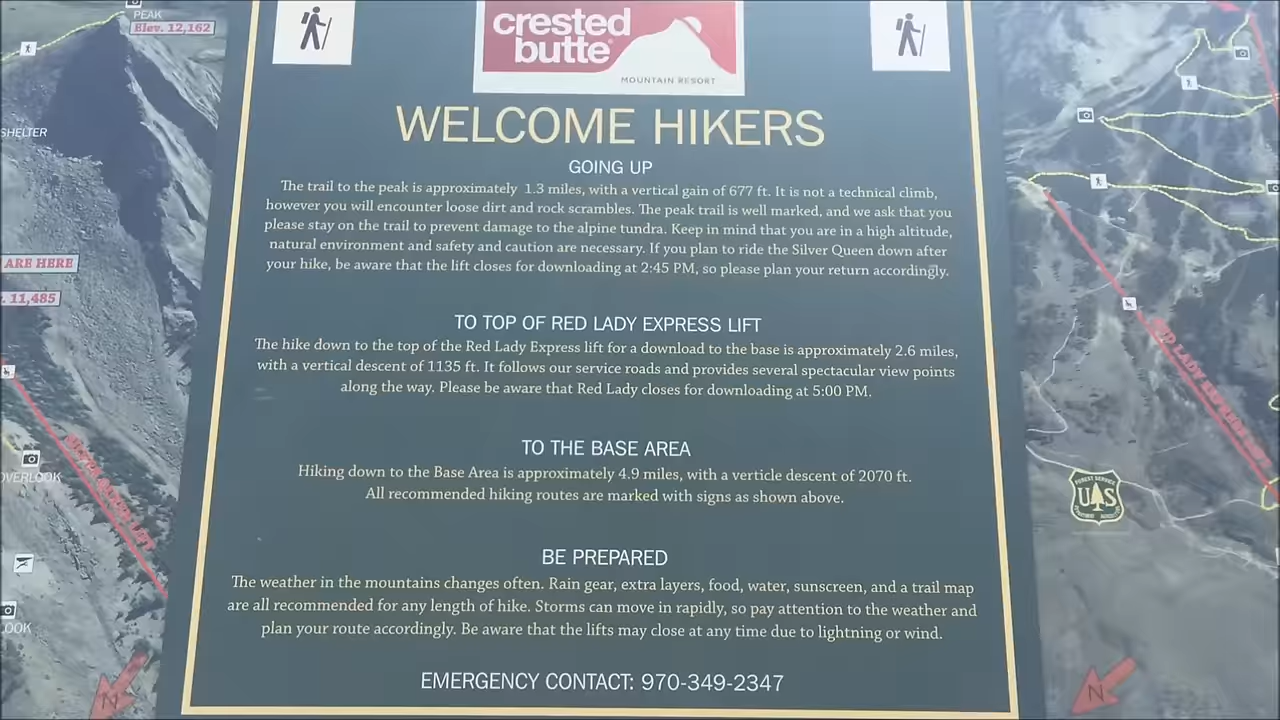 PEAK
Elev. 12,162
SHELTER
ARE HERE
11,485
OVERLOOK
N
crested
butte
MOUNTAIN RESORT
WELCOME HIKERS
GOING UP
The trail to the peak is approximately 1.3 miles, with a vertical gain of 677 ft. It is not a technical climb,
however you will encounter loose dirt and rock scrambles. The peak trail is well marked, and we ask that you
please stay on the trail to prevent damage to the alpine tundra. Keep in mind that you are in a high altitude,
natural environment and safety and caution are necessary. If you plan to ride the Silver Queen down after
your hike, be aware that the lift closes for downloading at 2:45 PM, so please plan your return accordingly.
TO TOP OF RED LADY EXPRESS LIFT
The hike down to the top of the Red Lady Express lift for a download to the base is approximately 2.6 miles,
with a vertical descent of 1135 ft. It follows our service roads and provides several spectacular view points
along the way. Please be aware that Red Lady closes for downloading at 5:00 PM.
TO THE BASE AREA
Hiking down to the Base Area is approximately 4.9 miles, with a verticle descent of 2070 ft.
All recommended hiking routes are marked with signs as shown above.
BE PREPARED
The weather in the mountains changes often. Rain gear, extra layers, food, water, sunscreen, and a trail map
are all recommended for any length of hike. Storms can move in rapidly, so pay attention to the weather and
plan your route accordingly. Be aware that the lifts may close at any time due to lightning or wind.
EMERGENCY CONTACT: 970-349-2347
RED LADY EXPRESS LIFT
FOREST SERVICE
U S
N